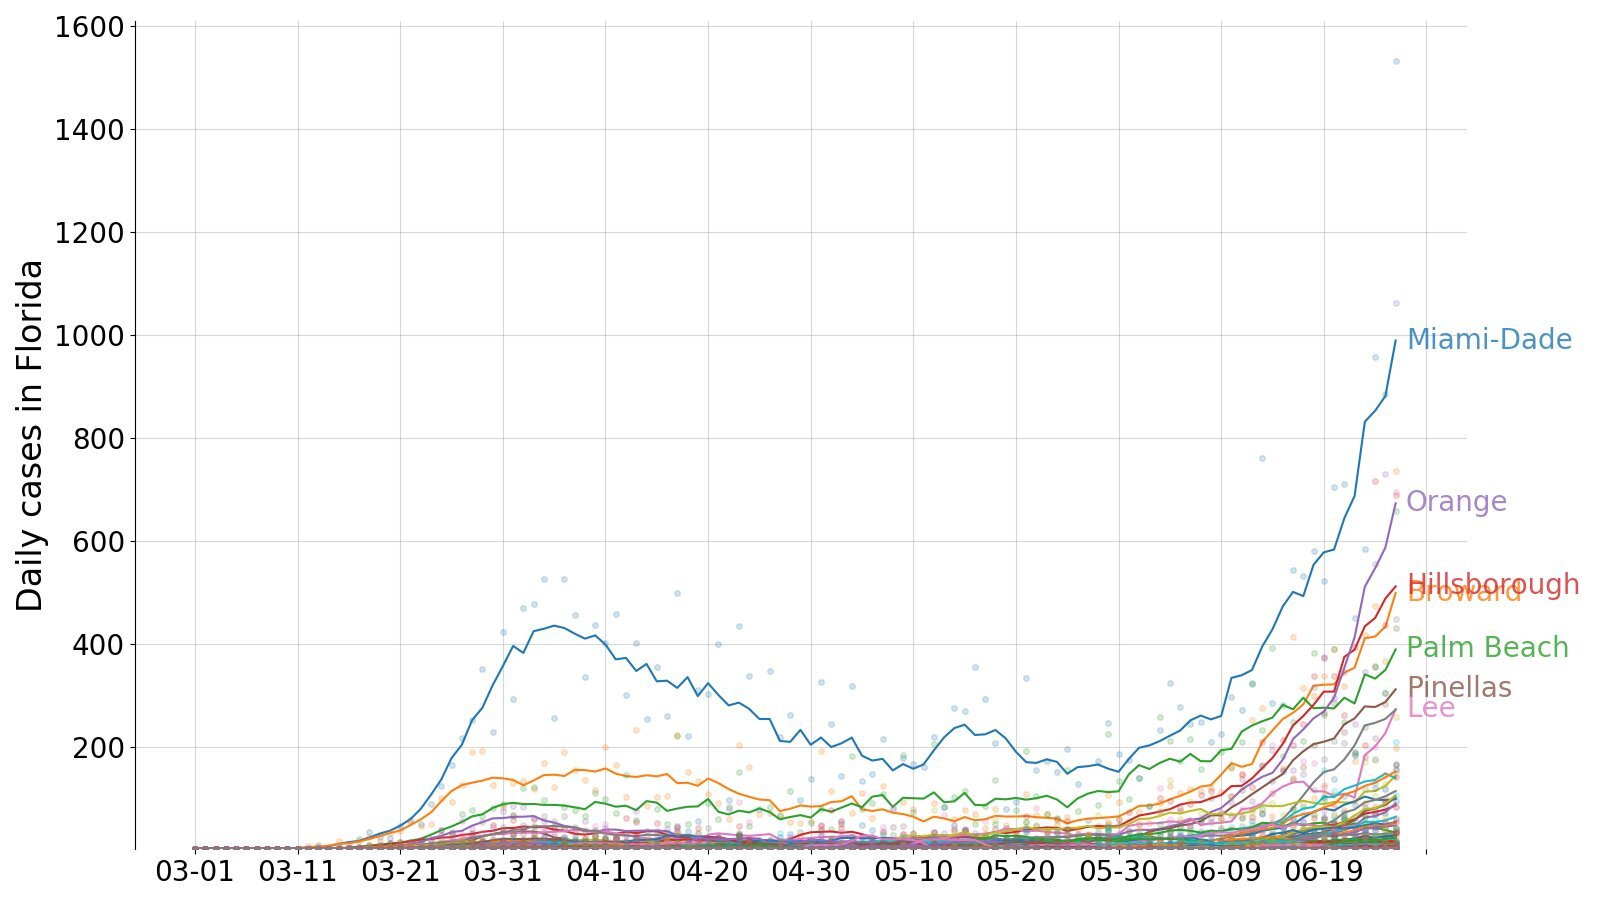 Daily cases in Florida
1600
1400
1200
1000
800
600
400
200
Miami-Dade
Orange
Hillsborough
Broward
Palm Beach
Pinellas
Lee
03-01 03-11 03-21 03-31 04-10 04-20 04-30 05-10 05-20 05-30 06-09 06-19